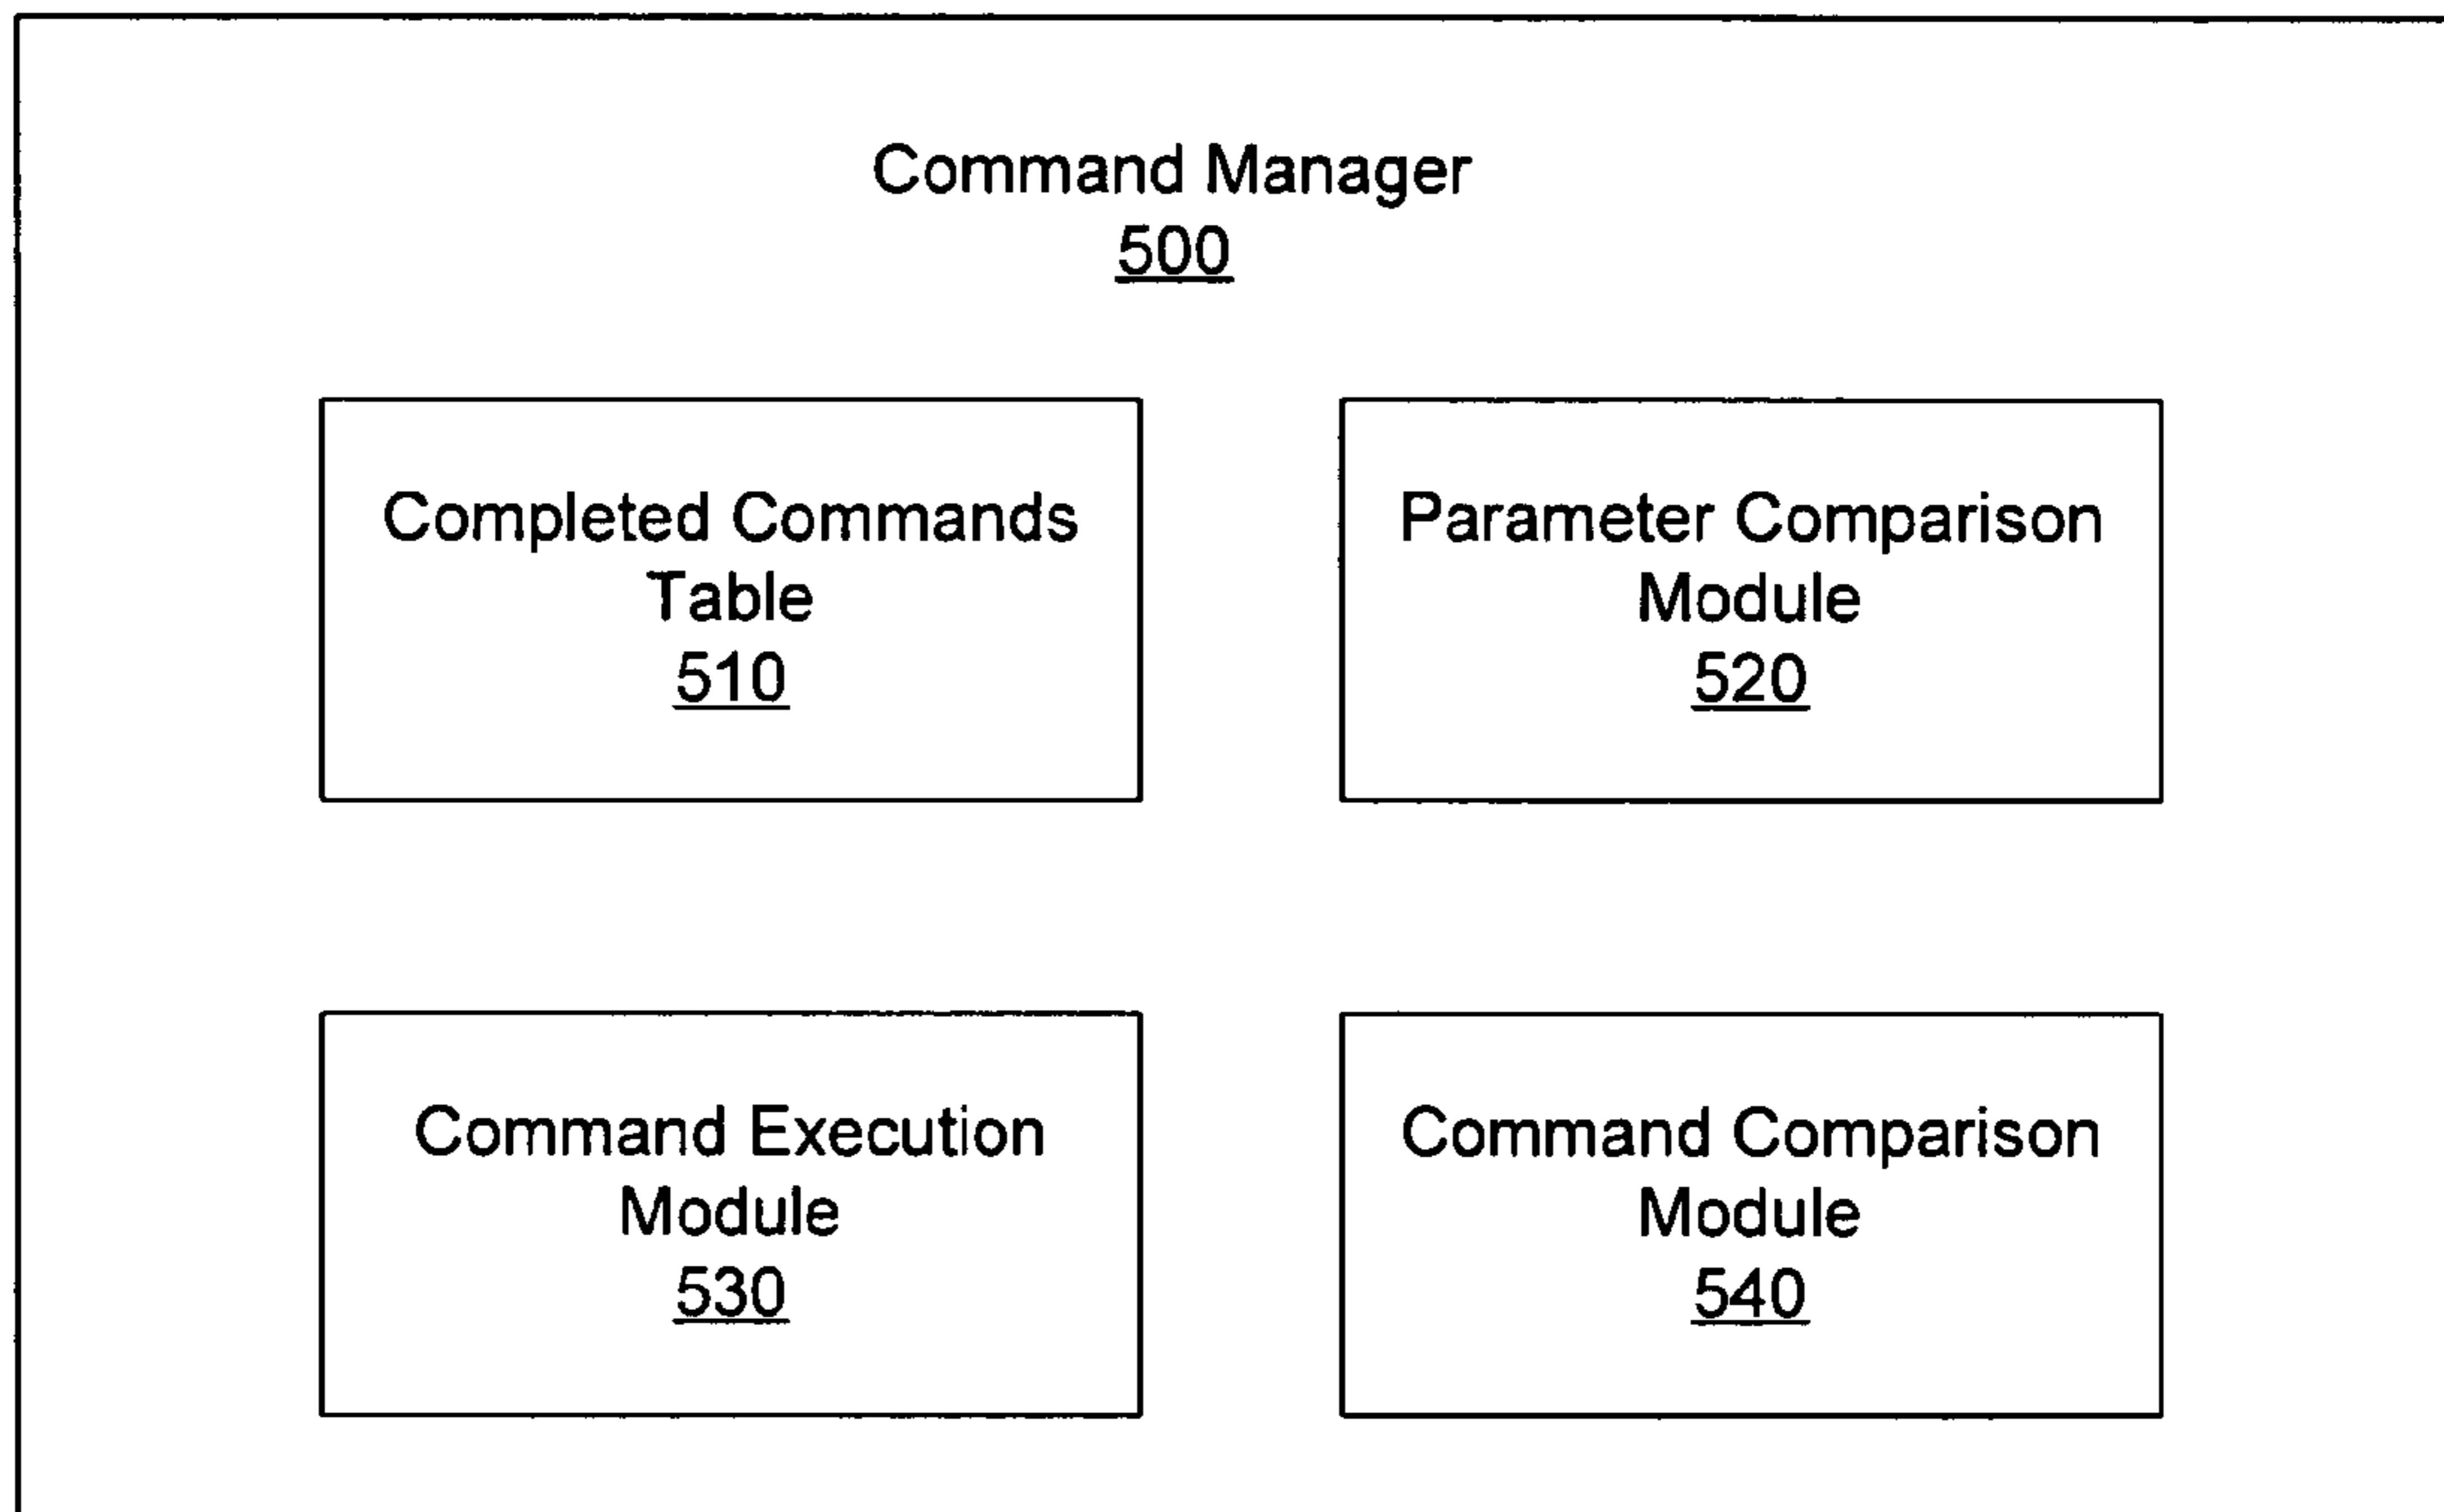 Command Manager
500
Completed Commands
Table
510
Parameter Comparison
Module
520
Command Execution
Module
530
Command Comparison
Module
540